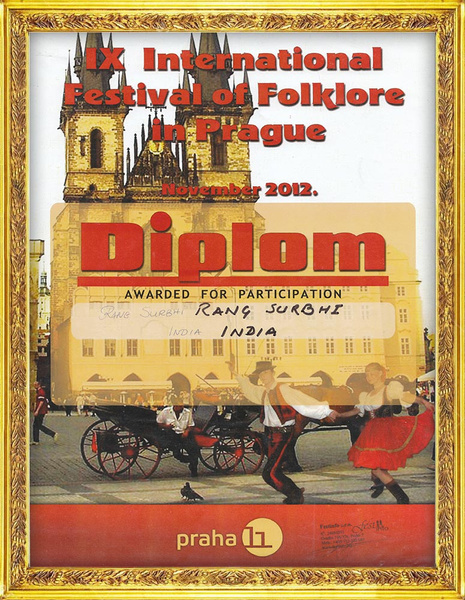 IX International
Festival of Folklore
in Prague
November 2012.
Diplom
AWARDED FOR PARTICIPATION
RANG SURBHI RANG SURBHI
INDIA INDIA
praha 11